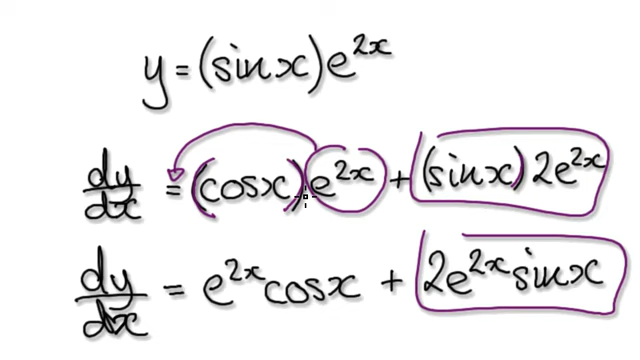 y = (sinx)e^{2x}
dy/dx = (cosx)e^{2x} + (sinx)2e^{2x}
dy/dx = e^{2x}cosx + 2e^{2x}sinx